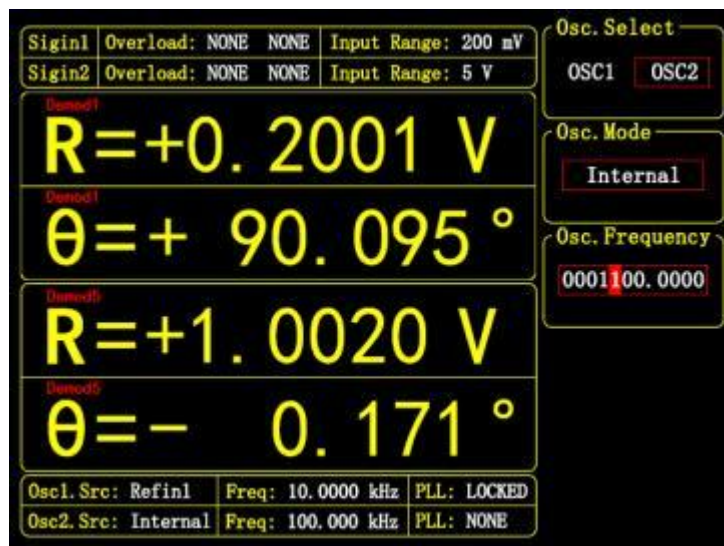 Sigin1 Overload: NONE NONE Input Range: 200 mV
Sigin2 Overload: NONE NONE Input Range: 5 V
Demod1
R=+0.2001 V
Demod1
θ=+ 90.095 °
Demod5
R=+1.0020 V
Demod5
θ=- 0.171 °
Osc1.Src: Refin1 Freq: 10.0000 kHz PLL: LOCKED
Osc2.Src: Internal Freq: 100.000 kHz PLL: NONE
Osc.Select
OSC1 OSC2
Osc.Mode
Internal
Osc.Frequency
0001100.0000